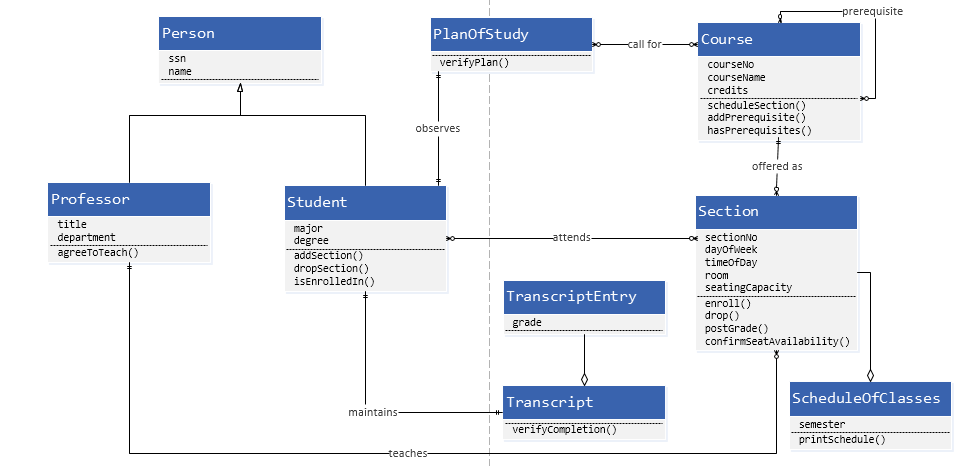 Person
ssn
name
PlanOfStudy
verifyPlan()
call for
prerequisite
Course
courseNo
courseName
credits
scheduleSection()
addPrerequisite()
hasPrerequisites()
observes
offered as
Professor
title
department
agreeToTeach()
Student
major
degree
addSection()
dropSection()
isEnrolledIn()
attends
Section
sectionNo
dayOfWeek
timeOfDay
room
seatingCapacity
enroll()
drop()
postGrade()
confirmSeatAvailability()
TranscriptEntry
grade
maintains
Transcript
verifyCompletion()
ScheduleOfClasses
semester
printSchedule()
teaches